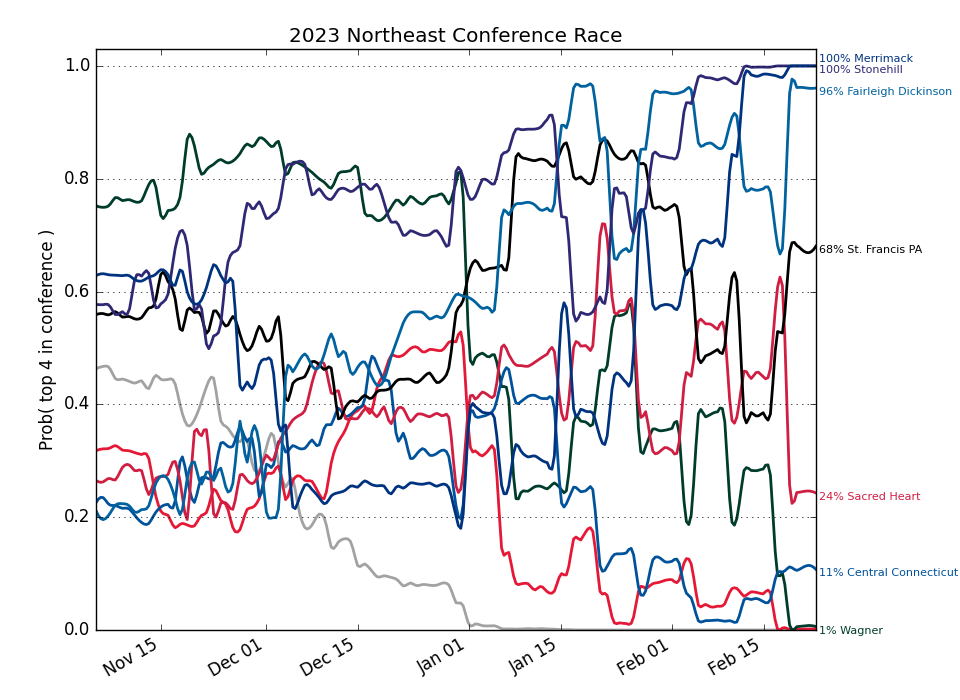 2023 Northeast Conference Race
Prob( top 4 in conference )
1.0
0.8
0.6
0.4
0.2
0.0
Nov 15
Dec 01
Dec 15
Jan 01
Jan 15
Feb 01
Feb 15
100% Merrimack
100% Stonehill
96% Fairleigh Dickinson
68% St. Francis PA
24% Sacred Heart
11% Central Connecticut
1% Wagner